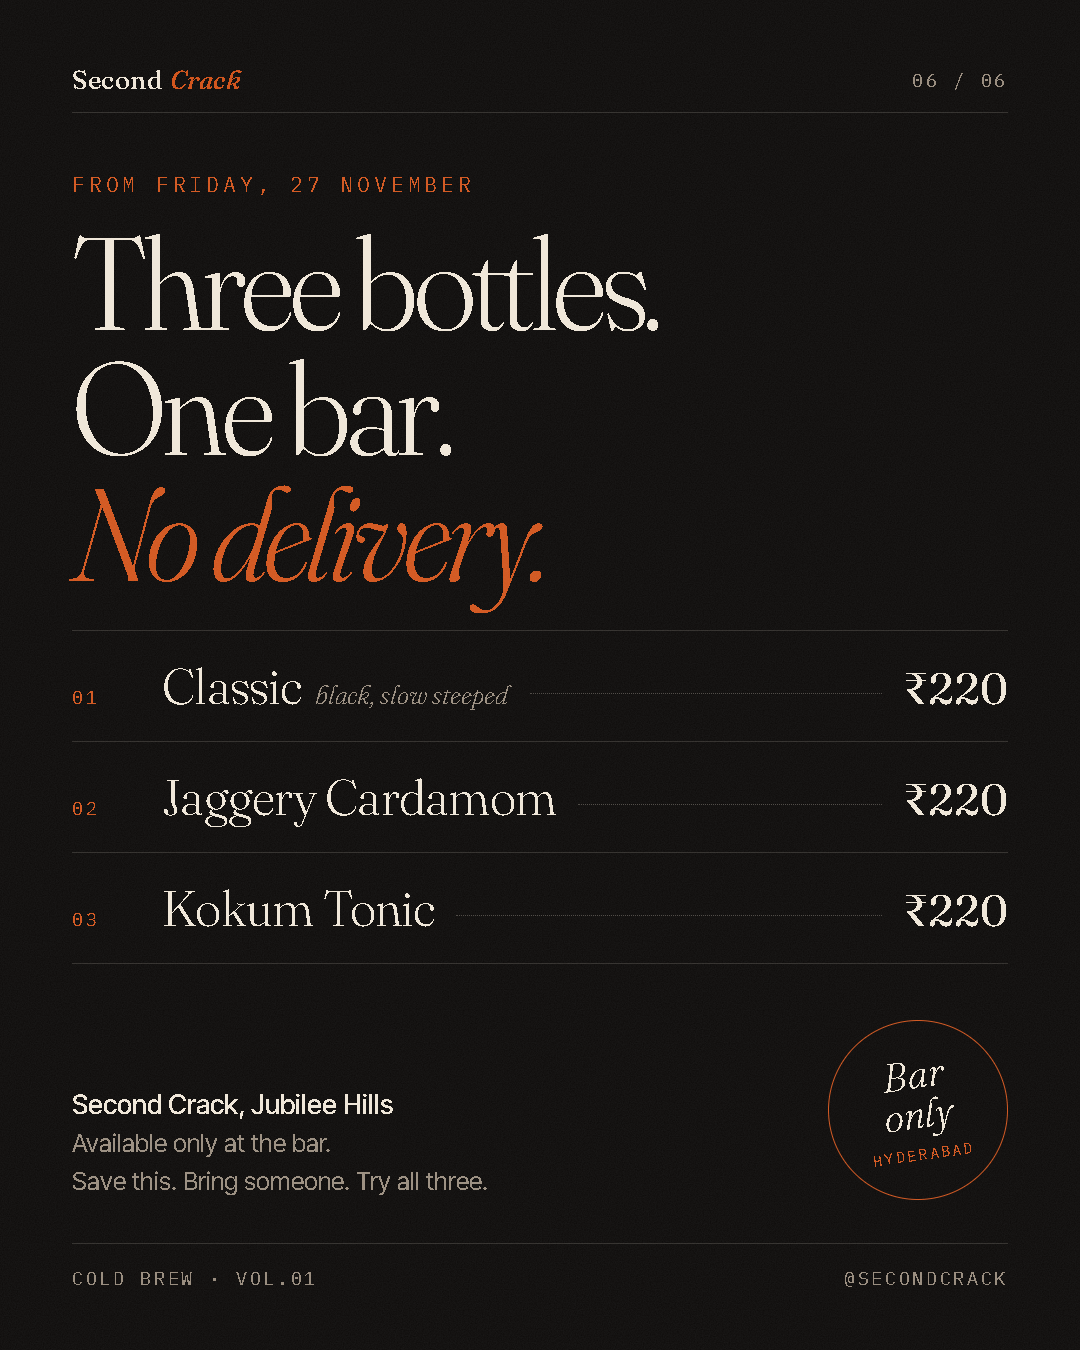 Second Crack
06 / 06
FROM FRIDAY, 27 NOVEMBER
Three bottles.
One bar.
No delivery.
01 Classic black, slow steeped ₹220
02 Jaggery Cardamom ₹220
03 Kokum Tonic ₹220
Second Crack, Jubilee Hills
Available only at the bar.
Save this. Bring someone. Try all three.
Bar
only
HYDERABAD
COLD BREW · VOL.01
@SECONDCRACK